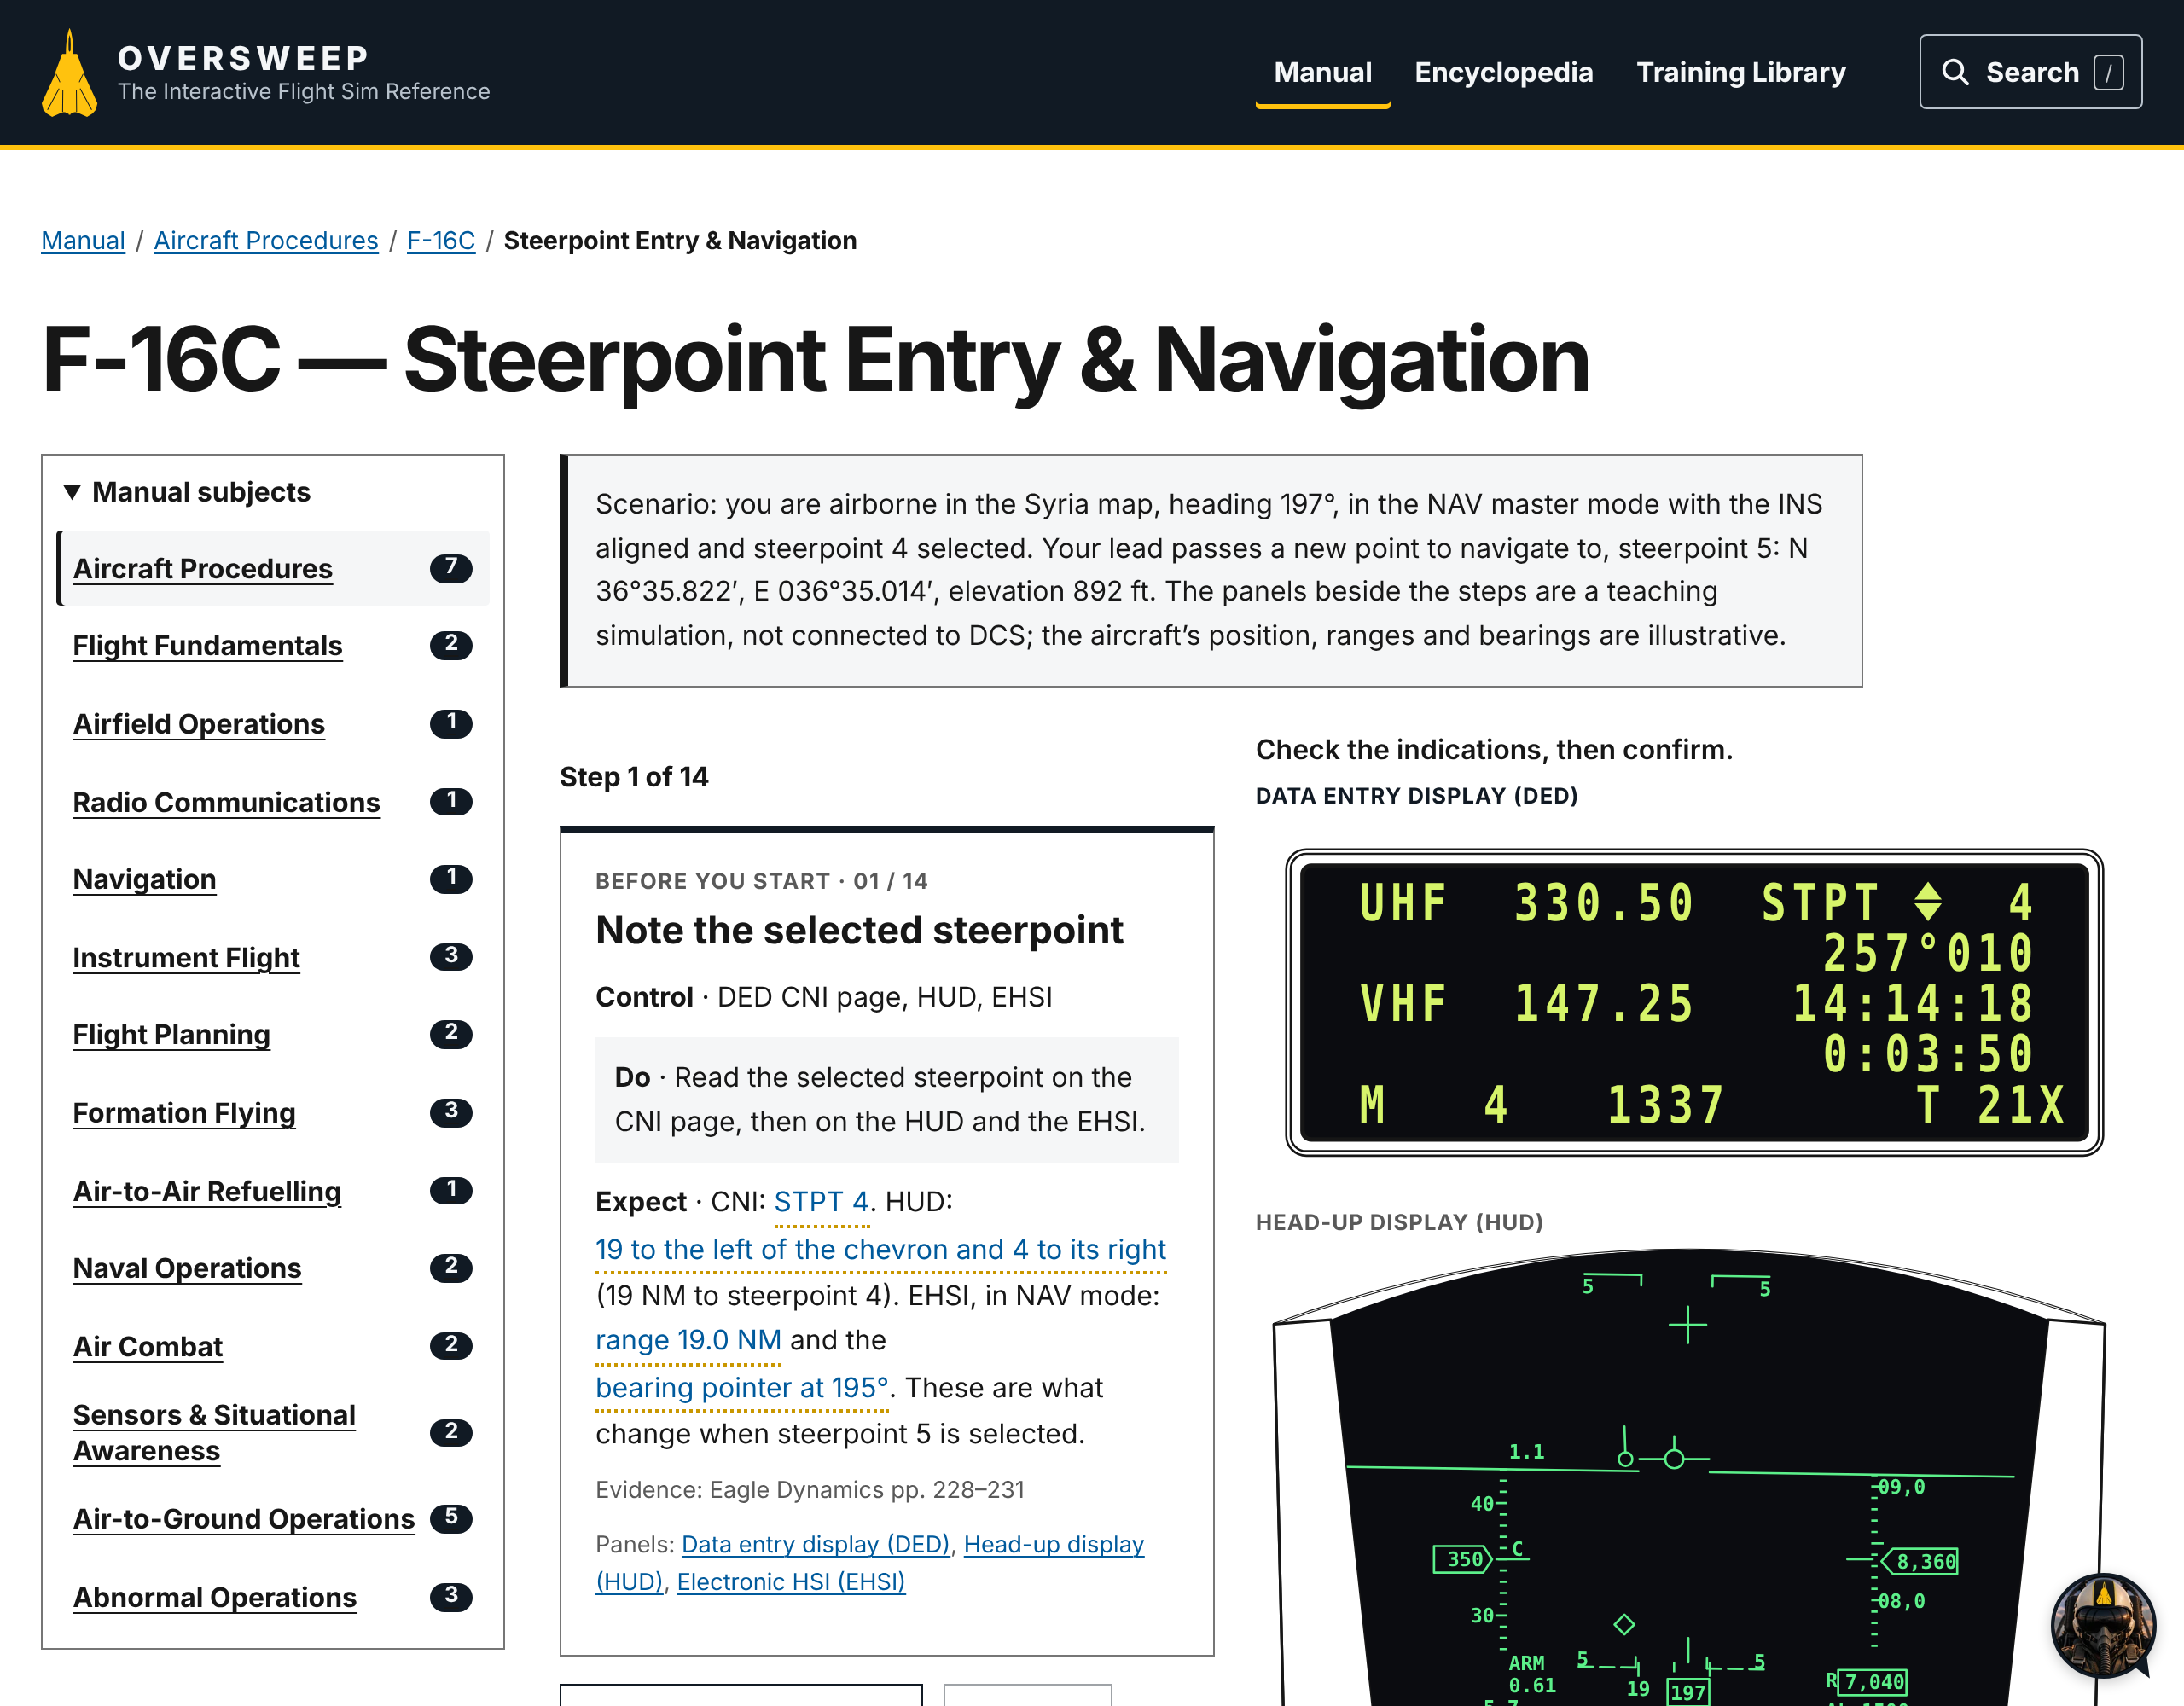 OVERSWEEP
The Interactive Flight Sim Reference
Manual
Encyclopedia
Training Library
Search /
Manual / Aircraft Procedures / F-16C / Steerpoint Entry & Navigation
F-16C — Steerpoint Entry & Navigation
▼ Manual subjects
Aircraft Procedures 7
Flight Fundamentals 2
Airfield Operations 1
Radio Communications 1
Navigation 1
Instrument Flight 3
Flight Planning 2
Formation Flying 3
Air-to-Air Refuelling 1
Naval Operations 2
Air Combat 2
Sensors & Situational
Awareness 2
Air-to-Ground Operations 5
Abnormal Operations 3
Scenario: you are airborne in the Syria map, heading 197°, in the NAV master mode with the INS
aligned and steerpoint 4 selected. Your lead passes a new point to navigate to, steerpoint 5: N
36°35.822′, E 036°35.014′, elevation 892 ft. The panels beside the steps are a teaching
simulation, not connected to DCS; the aircraft’s position, ranges and bearings are illustrative.
Step 1 of 14
BEFORE YOU START · 01 / 14
Note the selected steerpoint
Control · DED CNI page, HUD, EHSI
Do · Read the selected steerpoint on the
CNI page, then on the HUD and the EHSI.
Expect · CNI: STPT 4. HUD:
19 to the left of the chevron and 4 to its right
(19 NM to steerpoint 4). EHSI, in NAV mode:
range 19.0 NM and the
bearing pointer at 195°. These are what
change when steerpoint 5 is selected.
Evidence: Eagle Dynamics pp. 228–231
Panels: Data entry display (DED), Head-up display
(HUD), Electronic HSI (EHSI)
Check the indications, then confirm.
DATA ENTRY DISPLAY (DED)
UHF 330.50 STPT 4
257°010
VHF 147.25 14:14:18
0:03:50
M 4 1337 T 21X
HEAD-UP DISPLAY (HUD)
5 5
1.1
09,0
40
350 C 8,360
08,0
30
ARM 5 5
0.61 19 197 R 7,040